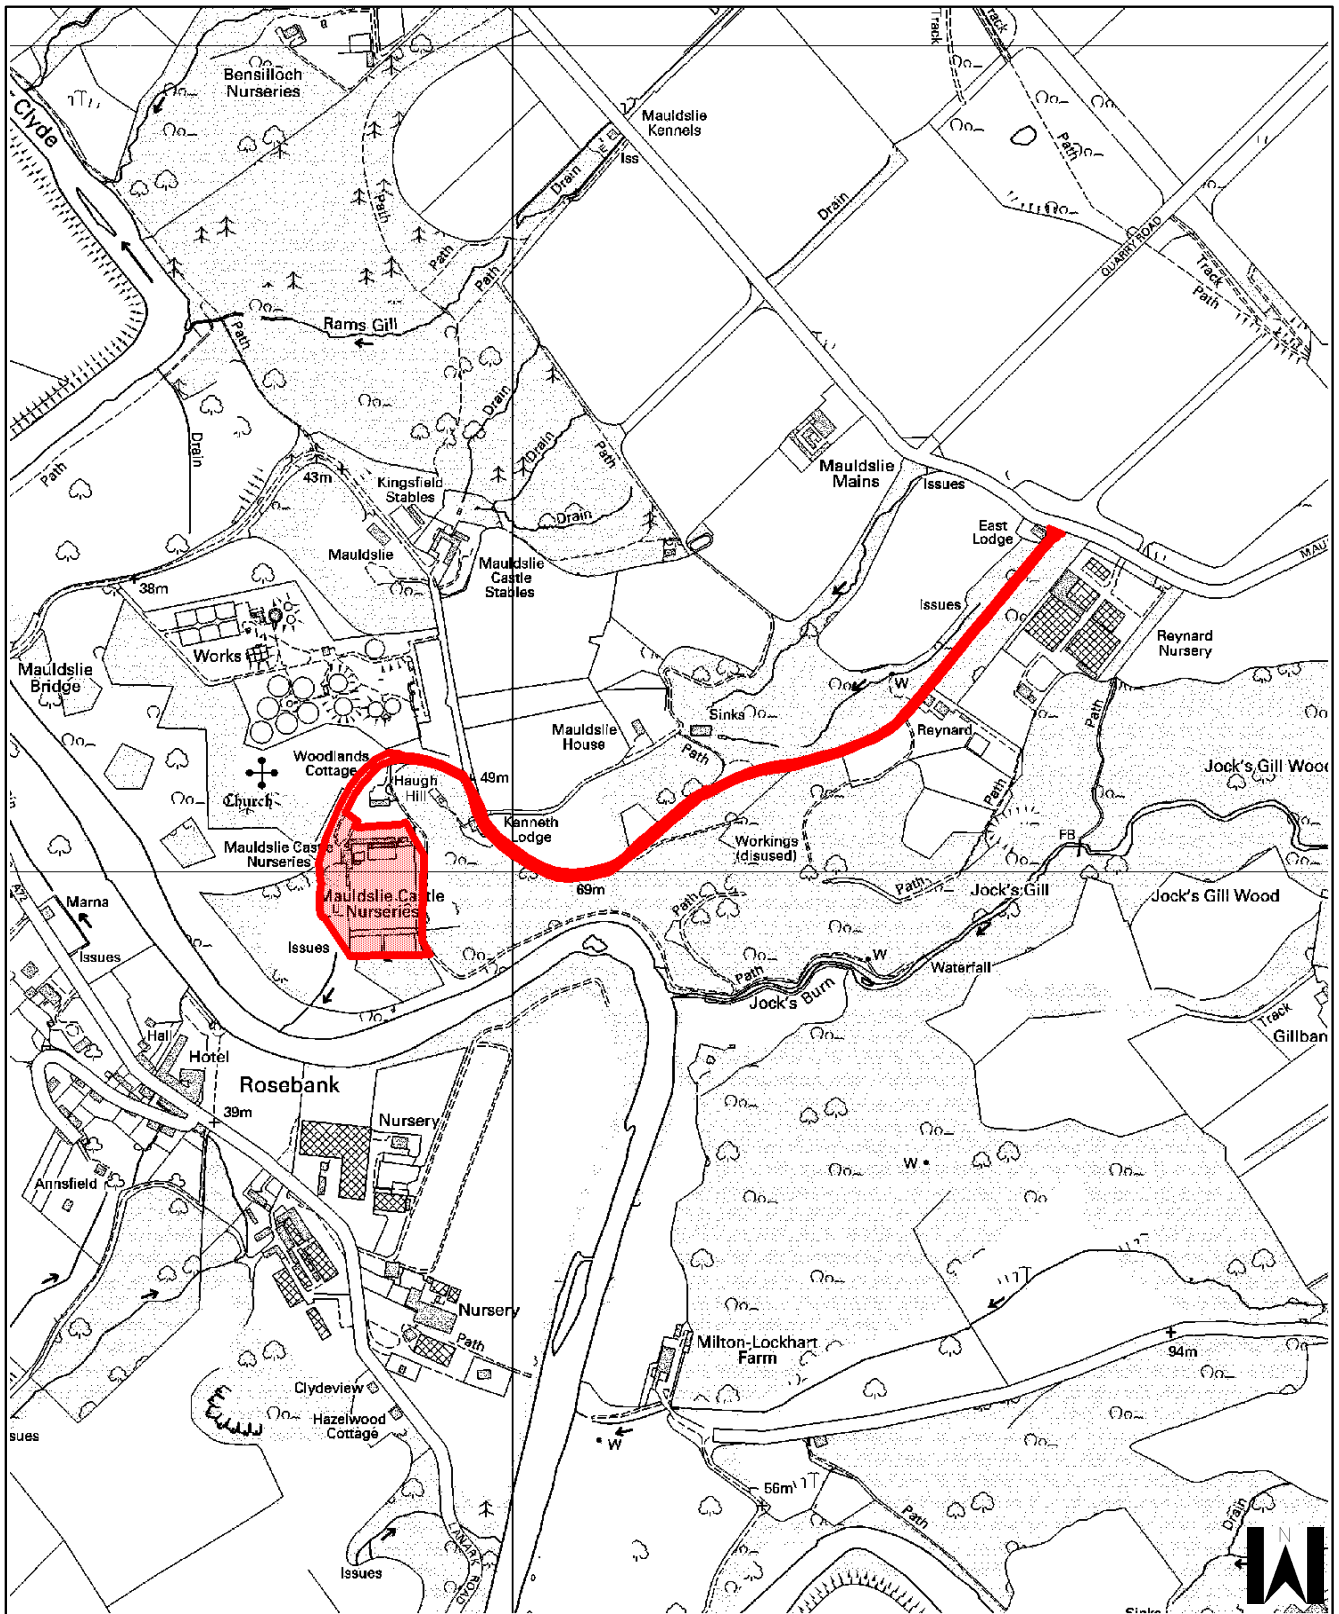 Track
Track
Bensilloch
Nurseries
Clyde
Mauldslie
Kennels
Iss
Drain
Path
Path
Drain
Path
Path
QUARRY ROAD
Track
Path
Rams Gill
Path
Drain
Path
Drain
Drain
Path
43m
Kingsfield
Stables
Drain
Mauldslie
Mains
Issues
East
Lodge
Mauldslie
Mauldslie
Castle
Stables
38m
Issues
Reynard
Nursery
Works
Mauldslie
Bridge
W
Sinks
Mauldslie
House
Path
Reynard
Path
Woodlands
Cottage
Haugh
Hill
49m
Jock's Gill Wood
Church
Path
Kenneth
Lodge
FB
Mauldslie Castle
Nurseries
Workings
(disused)
69m
Path
Jock's Gill
Jock's Gill Wood
A72
Marna
Mauldslie Castle
Nurseries
Path
Issues
Issues
W
Waterfall
Path
Jock's Burn
Track
Gillban
Hall
Hotel
Rosebank
39m
Nursery
Annsfield
W
Nursery
Path
Milton-Lockhart
Farm
94m
Clydeview
Hazelwood
Cottage
sues
W
56m
Path
Drain
LANARK ROAD
Issues
N
Sinks